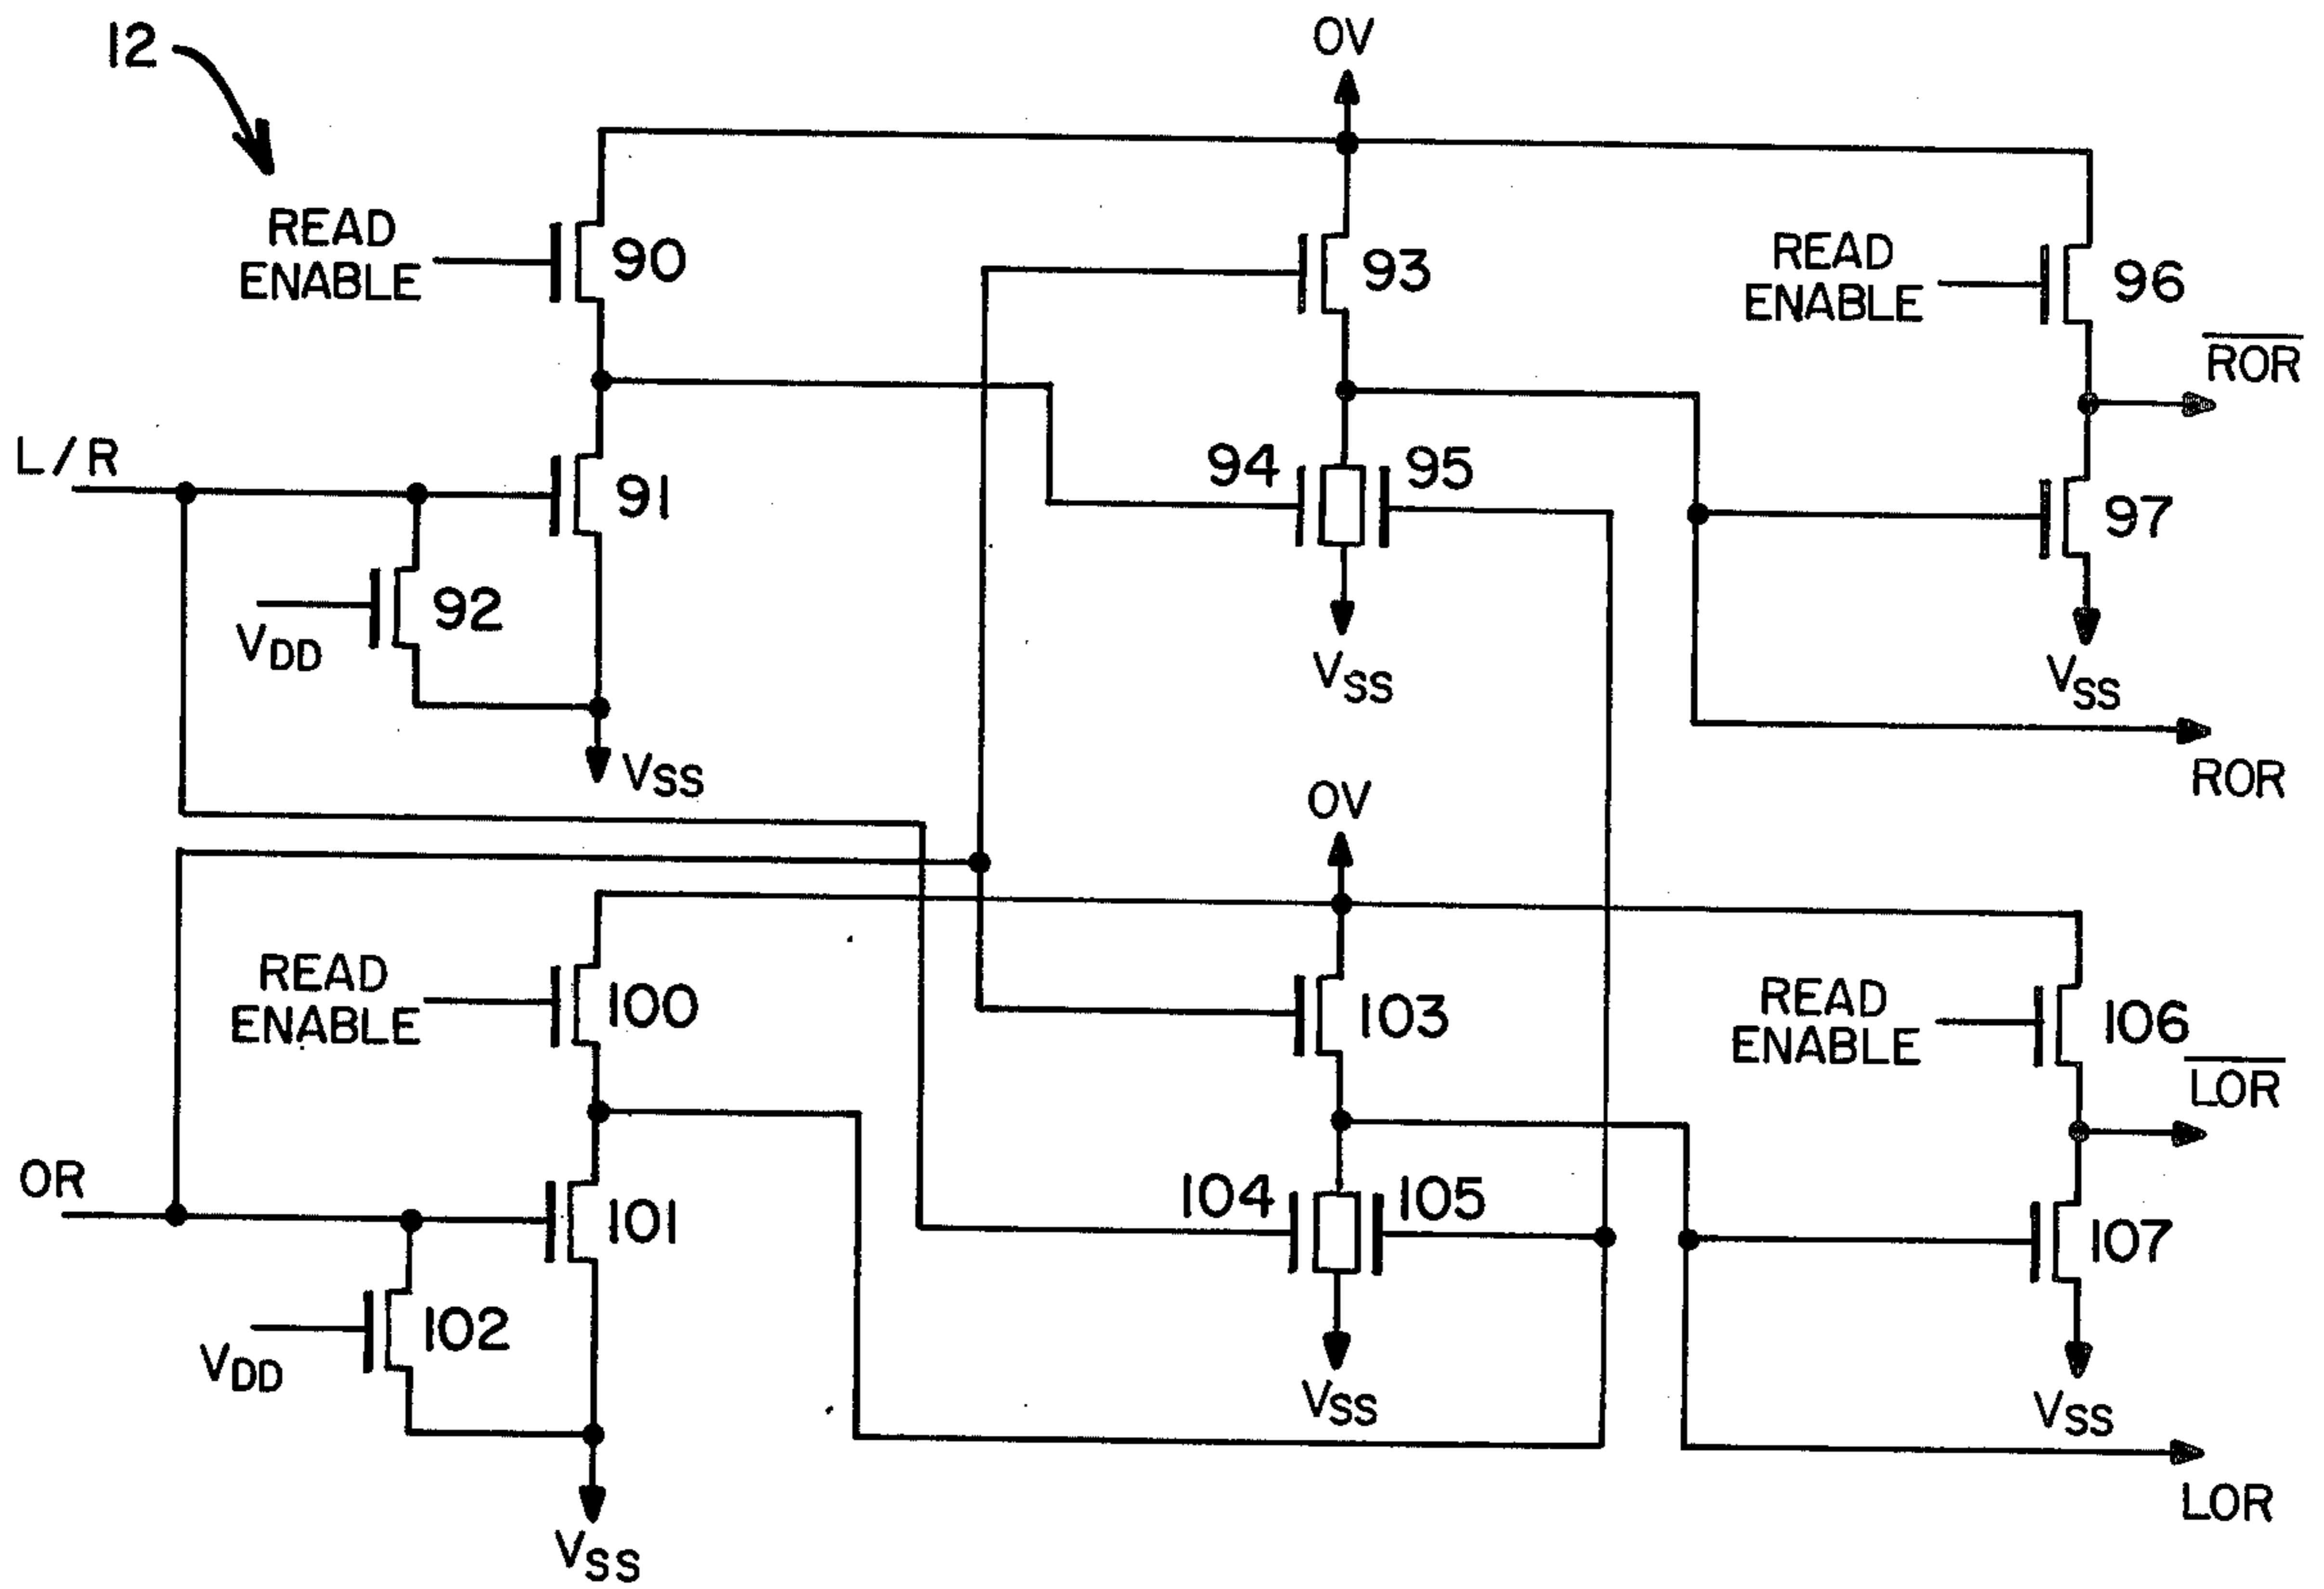 12
OV
READ
ENABLE
90
93
READ
ENABLE
96
ROR
L/R
91
94
95
97
92
VDD
VSS
VSS
VSS
ROR
OV
READ
ENABLE
100
103
READ
ENABLE
106
LOR
OR
101
104
105
107
102
VDD
VSS
VSS
LOR
VSS